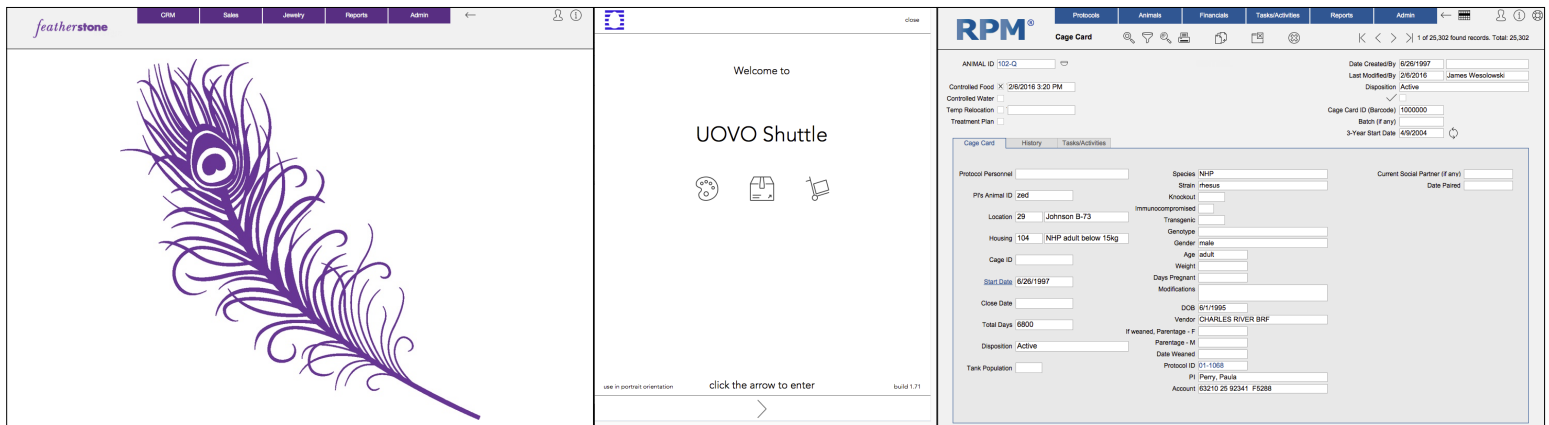 CRM Sales Jewelry Reports Admin
featherstone
close
Welcome to
UOVO Shuttle
use in portrait orientation click the arrow to enter build 1.71
Protocols Animals Financials Tasks/Activities Reports Admin
RPM®
Cage Card
1 of 25,302 found records. Total: 25,302
ANIMAL ID 102-Q
Date Created/By 6/26/1997
Last Modified/By 2/6/2016 James Wesolowski
Disposition Active
Controlled Food X 2/6/2016 3:20 PM
Controlled Water
Temp Relocation
Treatment Plan
Cage Card ID (Barcode) 1000000
Batch (if any)
3-Year Start Date 4/9/2004
Cage Card History Tasks/Activities
Protocol Personnel
PI's Animal ID zed
Location 29 Johnson B-73
Housing 104 NHP adult below 15kg
Cage ID
Start Date 6/26/1997
Close Date
Total Days 6800
Disposition Active
Tank Population
Species NHP
Strain rhesus
Knockout
Immunocompromised
Transgenic
Genotype
Gender male
Age adult
Weight
Days Pregnant
Modifications
DOB 6/1/1995
Vendor CHARLES RIVER BRF
If weaned, Parentage - F
Parentage - M
Date Weaned
Protocol ID 01-1068
PI Perry, Paula
Account 63210 25 92341 F5288
Current Social Partner (if any)
Date Paired